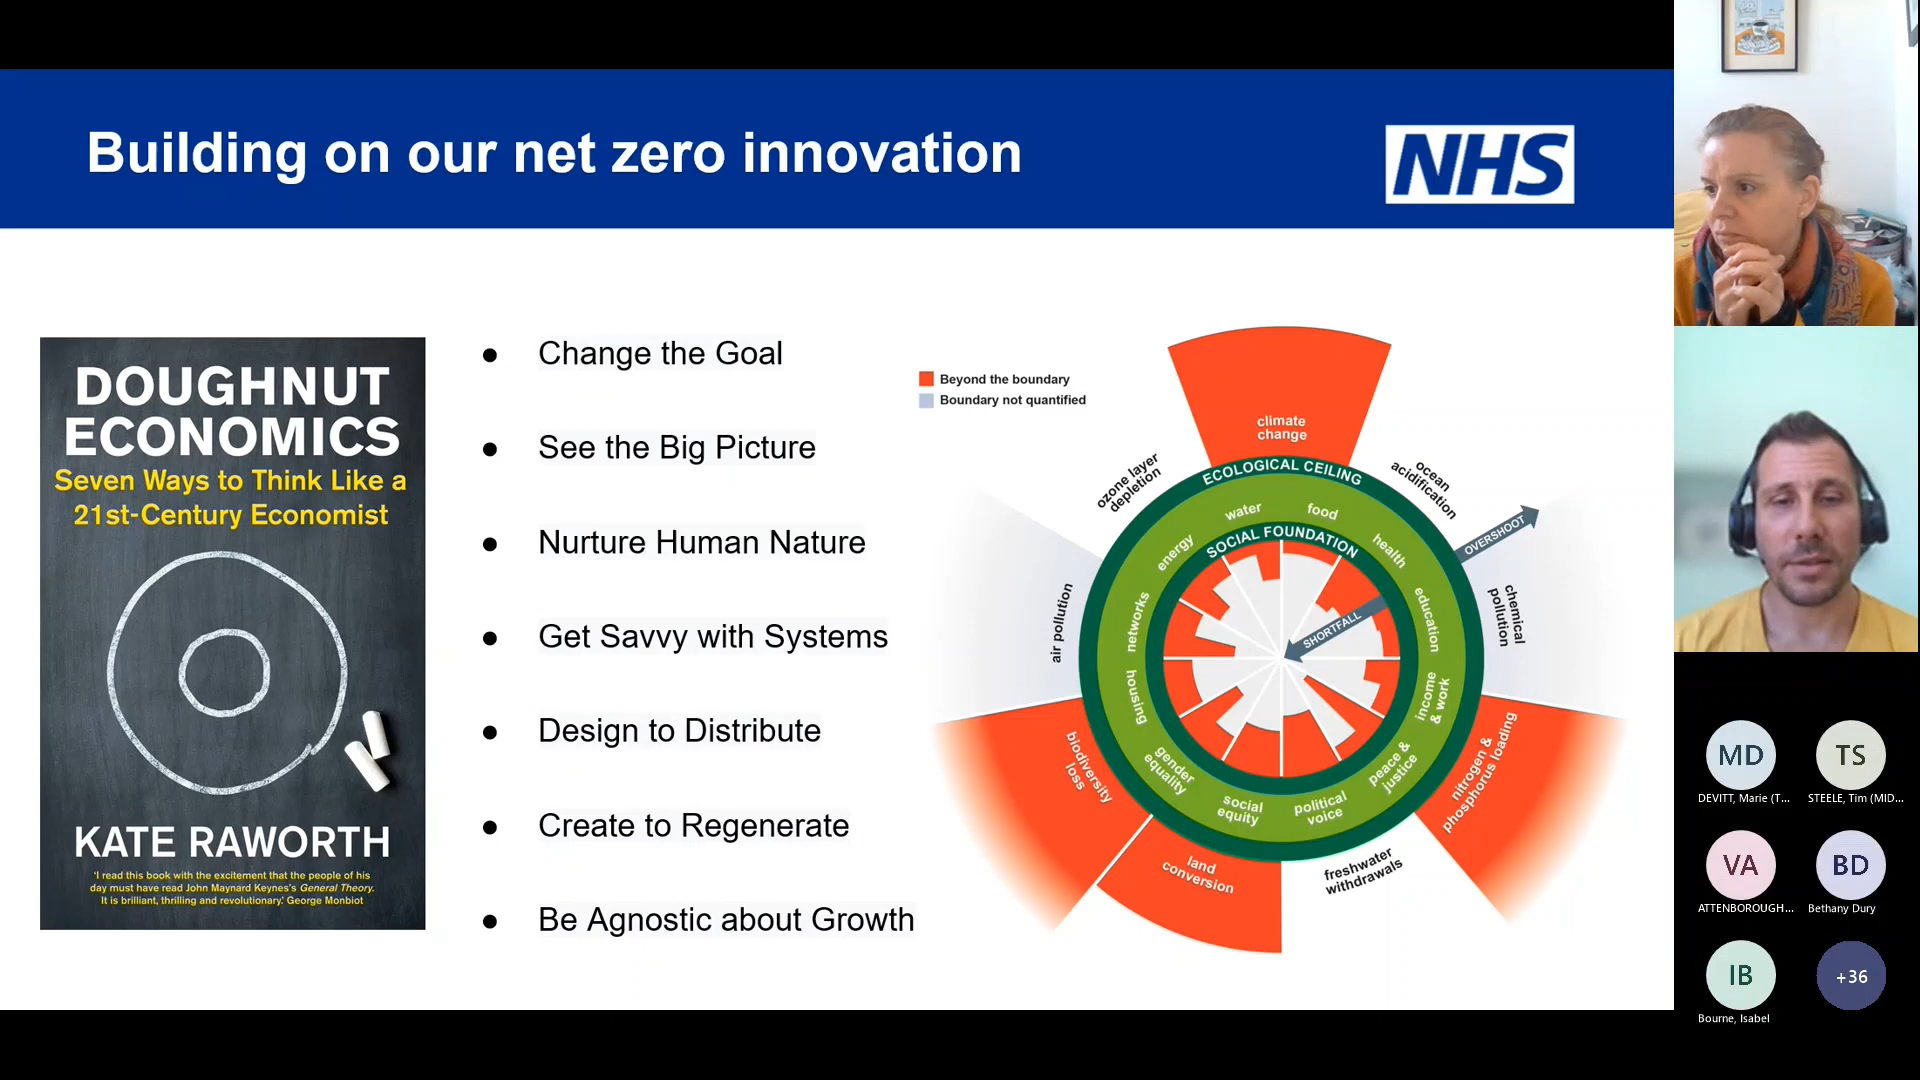 Building on our net zero innovation
NHS
DOUGHNUT
ECONOMICS
Seven Ways to Think Like a
21st-Century Economist
KATE RAWORTH
'I read this book with the excitement that the people of his
day must have read John Maynard Keynes's General Theory.
It is brilliant, thrilling and revolutionary.' George Monbiot
● Change the Goal
● See the Big Picture
● Nurture Human Nature
● Get Savvy with Systems
● Design to Distribute
● Create to Regenerate
● Be Agnostic about Growth
Beyond the boundary
Boundary not quantified
climate
change
ocean
acidification
chemical
pollution
nitrogen &
phosphorus loading
freshwater
withdrawals
land
conversion
biodiversity
loss
air pollution
ozone layer
depletion
ECOLOGICAL CEILING
OVERSHOOT
water
food
health
education
income
& work
peace &
justice
political
voice
social
equity
gender
equality
housing
networks
energy
SOCIAL FOUNDATION
SHORTFALL
MD
DEVITT, Marie (T...
TS
STEELE, Tim (MID...
VA
ATTENBOROUGH...
BD
Bethany Dury
IB
Bourne, Isabel
+36